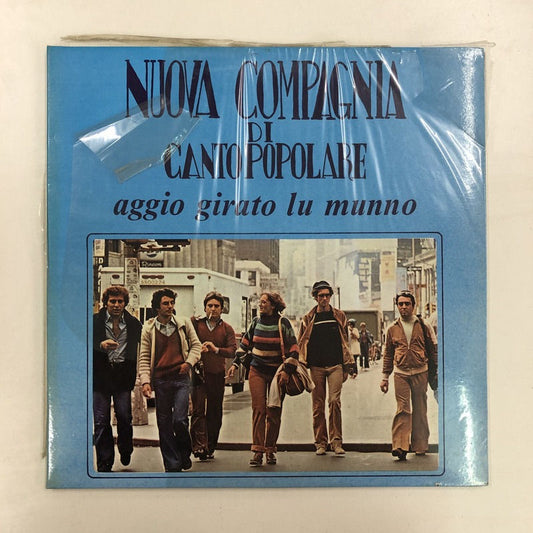 NUOVA COMPAGNIA
DI
CANTO POPOLARE
aggio girato lu munno